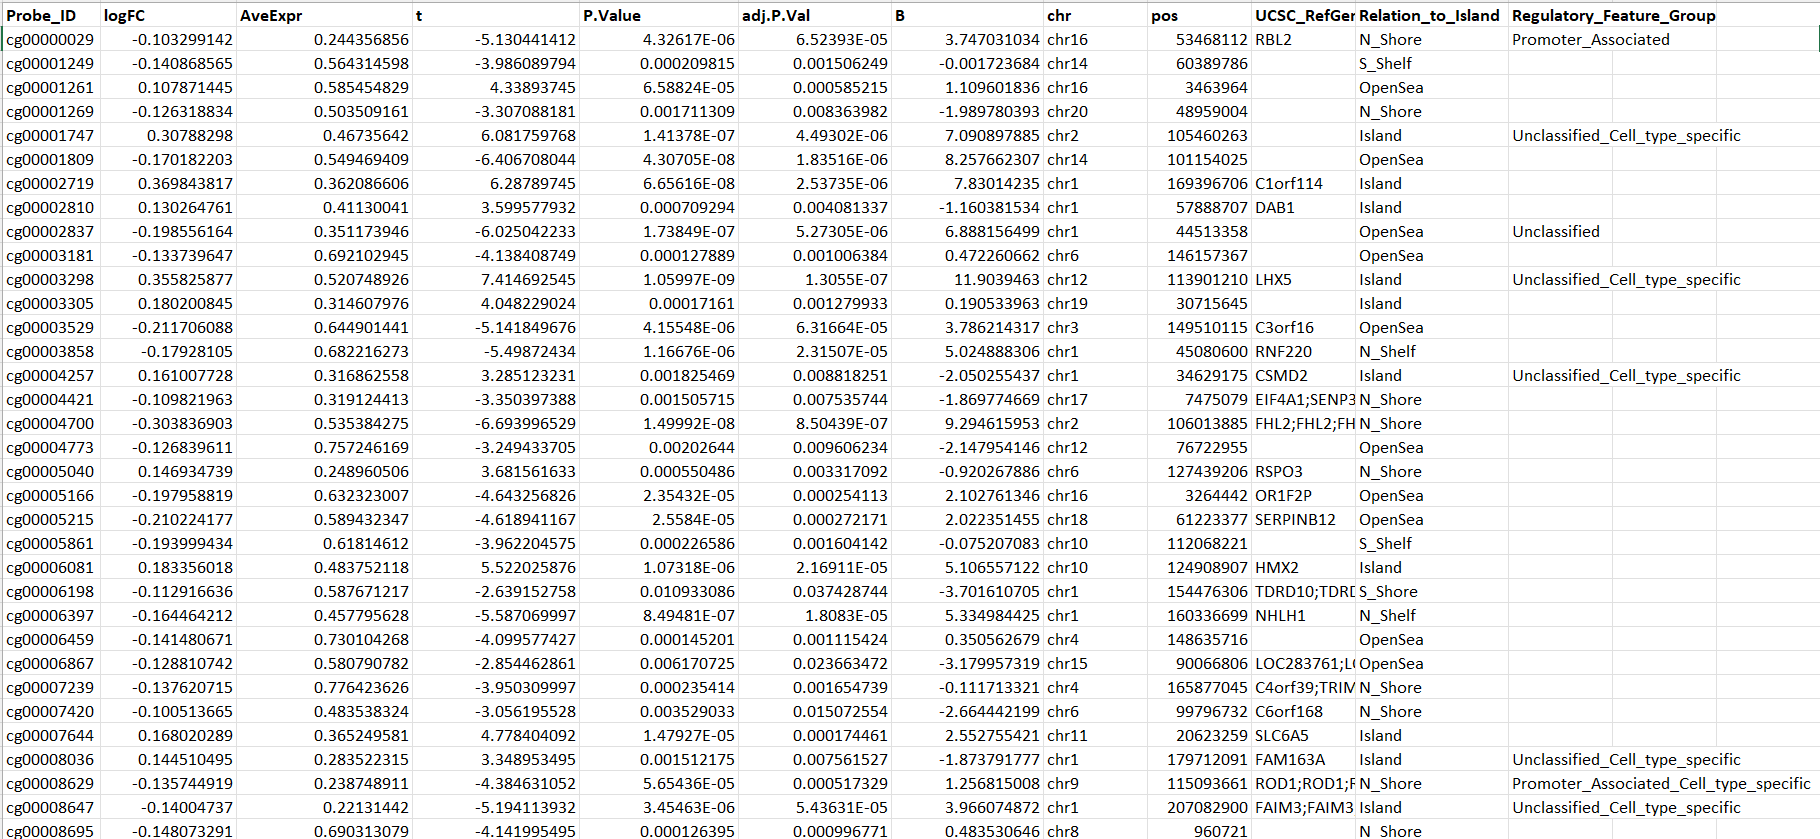 Probe_ID logFC AveExpr t P.Value adj.P.Val B chr pos UCSC_RefGer Relation_to_Island Regulatory_Feature_Group
cg00000029 -0.103299142 0.244356856 -5.130441412 4.32617E-06 6.52393E-05 3.747031034 chr16 53468112 RBL2 N_Shore Promoter_Associated
cg00001249 -0.140868565 0.564314598 -3.986089794 0.000209815 0.001506249 -0.001723684 chr14 60389786 S_Shelf
cg00001261 0.107871445 0.585454829 4.33893745 6.58824E-05 0.000585215 1.109601836 chr16 3463964 OpenSea
cg00001269 -0.126318834 0.503509161 -3.307088181 0.001711309 0.008363982 -1.989780393 chr20 48959004 N_Shore
cg00001747 0.30788298 0.46735642 6.081759768 1.41378E-07 4.49302E-06 7.090897885 chr2 105460263 Island Unclassified_Cell_type_specific
cg00001809 -0.170182203 0.549469409 -6.406708044 4.30705E-08 1.83516E-06 8.257662307 chr14 101154025 OpenSea
cg00002719 0.369843817 0.362086606 6.28789745 6.65616E-08 2.53735E-06 7.83014235 chr1 169396706 C1orf114 Island
cg00002810 0.130264761 0.41130041 3.599577932 0.000709294 0.004081337 -1.160381534 chr1 57888707 DAB1 Island
cg00002837 -0.198556164 0.351173946 -6.025042233 1.73849E-07 5.27305E-06 6.888156499 chr1 44513358 OpenSea Unclassified
cg00003181 -0.133739647 0.692102945 -4.138408749 0.000127889 0.001006384 0.472260662 chr6 146157367 OpenSea
cg00003298 0.355825877 0.520748926 7.414692545 1.05997E-09 1.3055E-07 11.9039463 chr12 113901210 LHX5 Island Unclassified_Cell_type_specific
cg00003305 0.180200845 0.314607976 4.048229024 0.00017161 0.001279933 0.190533963 chr19 30715645 Island
cg00003529 -0.211706088 0.644901441 -5.141849676 4.15548E-06 6.31664E-05 3.786214317 chr3 149510115 C3orf16 OpenSea
cg00003858 -0.17928105 0.682216273 -5.49872434 1.16676E-06 2.31507E-05 5.024888306 chr1 45080600 RNF220 N_Shelf
cg00004257 0.161007728 0.316862558 3.285123231 0.001825469 0.008818251 -2.050255437 chr1 34629175 CSMD2 Island Unclassified_Cell_type_specific
cg00004421 -0.109821963 0.319124413 -3.350397388 0.001505715 0.007535744 -1.869774669 chr17 7475079 EIF4A1;SENP3 N_Shore
cg00004700 -0.303836903 0.535384275 -6.693996529 1.49992E-08 8.50439E-07 9.294615953 chr2 106013885 FHL2;FHL2;FH N_Shore
cg00004773 -0.126839611 0.757246169 -3.249433705 0.00202644 0.009606234 -2.147954146 chr12 76722955 OpenSea
cg00005040 0.146934739 0.248960506 3.681561633 0.000550486 0.003317092 -0.920267886 chr6 127439206 RSPO3 N_Shore
cg00005166 -0.197958819 0.632323007 -4.643256826 2.35432E-05 0.000254113 2.102761346 chr16 3264442 OR1F2P OpenSea
cg00005215 -0.210224177 0.589432347 -4.618941167 2.5584E-05 0.000272171 2.022351455 chr18 61223377 SERPINB12 OpenSea
cg00005861 -0.193999434 0.61814612 -3.962204575 0.000226586 0.001604142 -0.075207083 chr10 112068221 S_Shelf
cg00006081 0.183356018 0.483752118 5.522025876 1.07318E-06 2.16911E-05 5.106557122 chr10 124908907 HMX2 Island
cg00006198 -0.112916636 0.587671217 -2.639152758 0.010933086 0.037428744 -3.701610705 chr1 154476306 TDRD10;TDRD S_Shore
cg00006397 -0.164464212 0.457795628 -5.587069997 8.49481E-07 1.8083E-05 5.334984425 chr1 160336699 NHLH1 N_Shelf
cg00006459 -0.141480671 0.730104268 -4.099577427 0.000145201 0.001115424 0.350562679 chr4 148635716 OpenSea
cg00006867 -0.128810742 0.580790782 -2.854462861 0.006170725 0.023663472 -3.179957319 chr15 90066806 LOC283761;LO OpenSea
cg00007239 -0.137620715 0.776423626 -3.950309997 0.000235414 0.001654739 -0.111713321 chr4 165877045 C4orf39;TRIM N_Shore
cg00007420 -0.100513665 0.483538324 -3.056195528 0.003529033 0.015072554 -2.664442199 chr6 99796732 C6orf168 N_Shore
cg00007644 0.168020289 0.365249581 4.778404092 1.47927E-05 0.000174461 2.552755421 chr11 20623259 SLC6A5 Island
cg00008036 0.144510495 0.283522315 3.348953495 0.001512175 0.007561527 -1.873791777 chr1 179712091 FAM163A Island Unclassified_Cell_type_specific
cg00008629 -0.135744919 0.238748911 -4.384631052 5.65436E-05 0.000517329 1.256815008 chr9 115093661 ROD1;ROD1;F N_Shore Promoter_Associated_Cell_type_specific
cg00008647 -0.14004737 0.22131442 -5.194113932 3.45463E-06 5.43631E-05 3.966074872 chr1 207082900 FAIM3;FAIM3 Island Unclassified_Cell_type_specific
cg00008695 -0.148073291 0.690313079 -4.141995495 0.000126395 0.000996771 0.483530646 chr8 960721 N_Shore